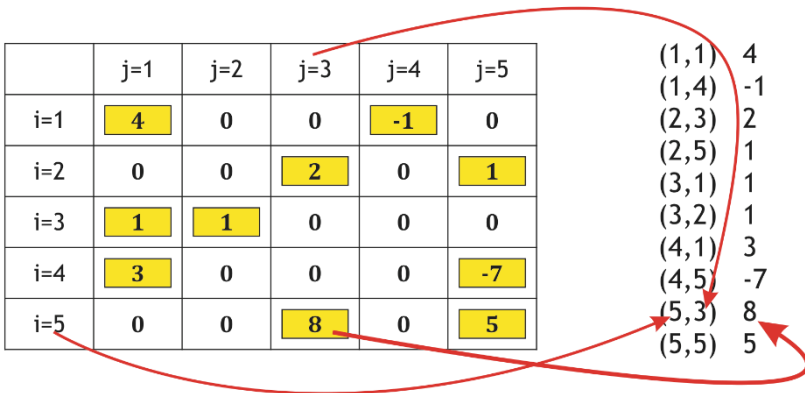 j=1 j=2 j=3 j=4 j=5
i=1 4 0 0 -1 0
i=2 0 0 2 0 1
i=3 1 1 0 0 0
i=4 3 0 0 0 -7
i=5 0 0 8 0 5
(1,1) 4
(1,4) -1
(2,3) 2
(2,5) 1
(3,1) 1
(3,2) 1
(4,1) 3
(4,5) -7
(5,3) 8
(5,5) 5